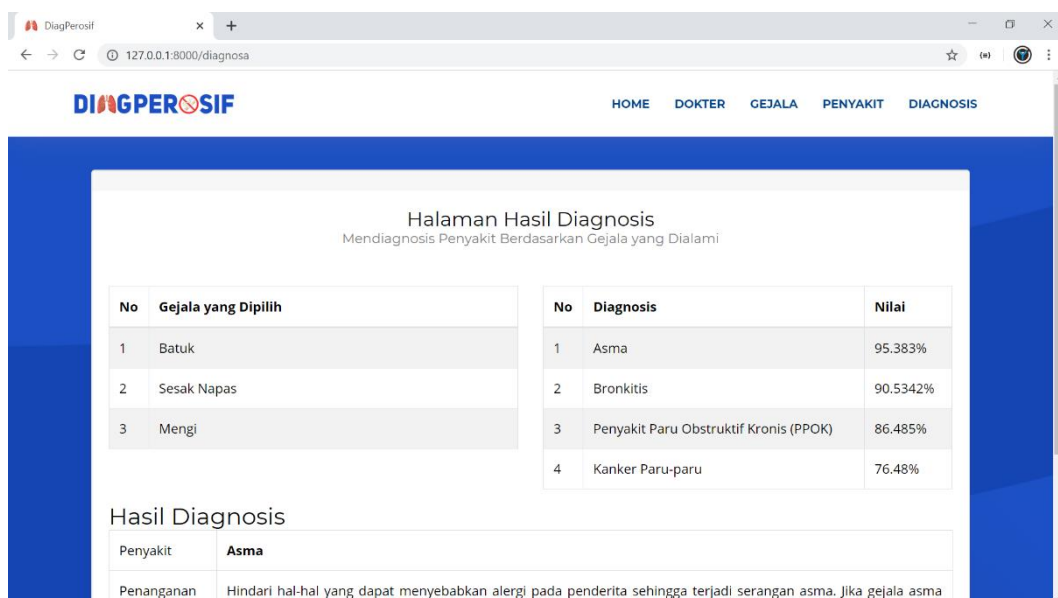 DiagPerosif
127.0.0.1:8000/diagnosa
DIAGPEROSIF
HOME DOKTER GEJALA PENYAKIT DIAGNOSIS
Halaman Hasil Diagnosis
Mendiagnosis Penyakit Berdasarkan Gejala yang Dialami
No Gejala yang Dipilih
1 Batuk
2 Sesak Napas
3 Mengi
No Diagnosis Nilai
1 Asma 95.383%
2 Bronkitis 90.5342%
3 Penyakit Paru Obstruktif Kronis (PPOK) 86.485%
4 Kanker Paru-paru 76.48%
Hasil Diagnosis
Penyakit Asma
Penanganan Hindari hal-hal yang dapat menyebabkan alergi pada penderita sehingga terjadi serangan asma. Jika gejala asma